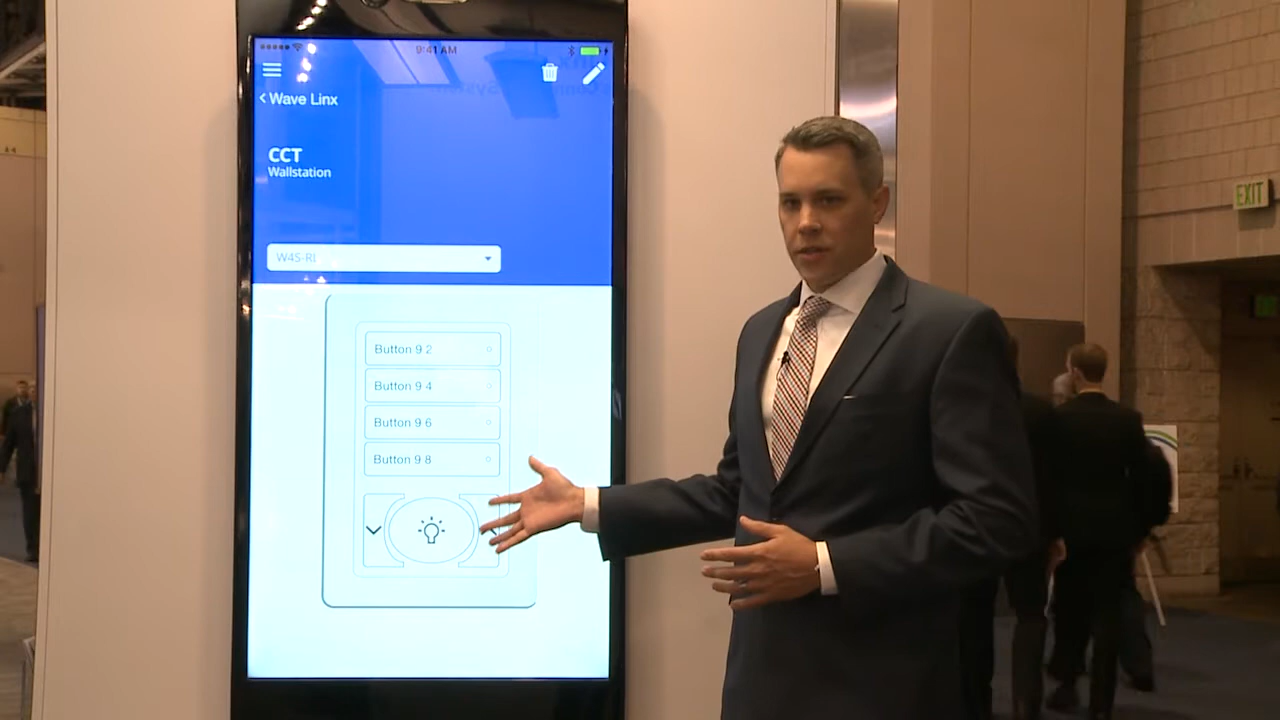 9:41 AM
Wave Linx
CCT
Wallstation
W4S-RL
Button 9 2
Button 9 4
Button 9 6
Button 9 8
EXIT